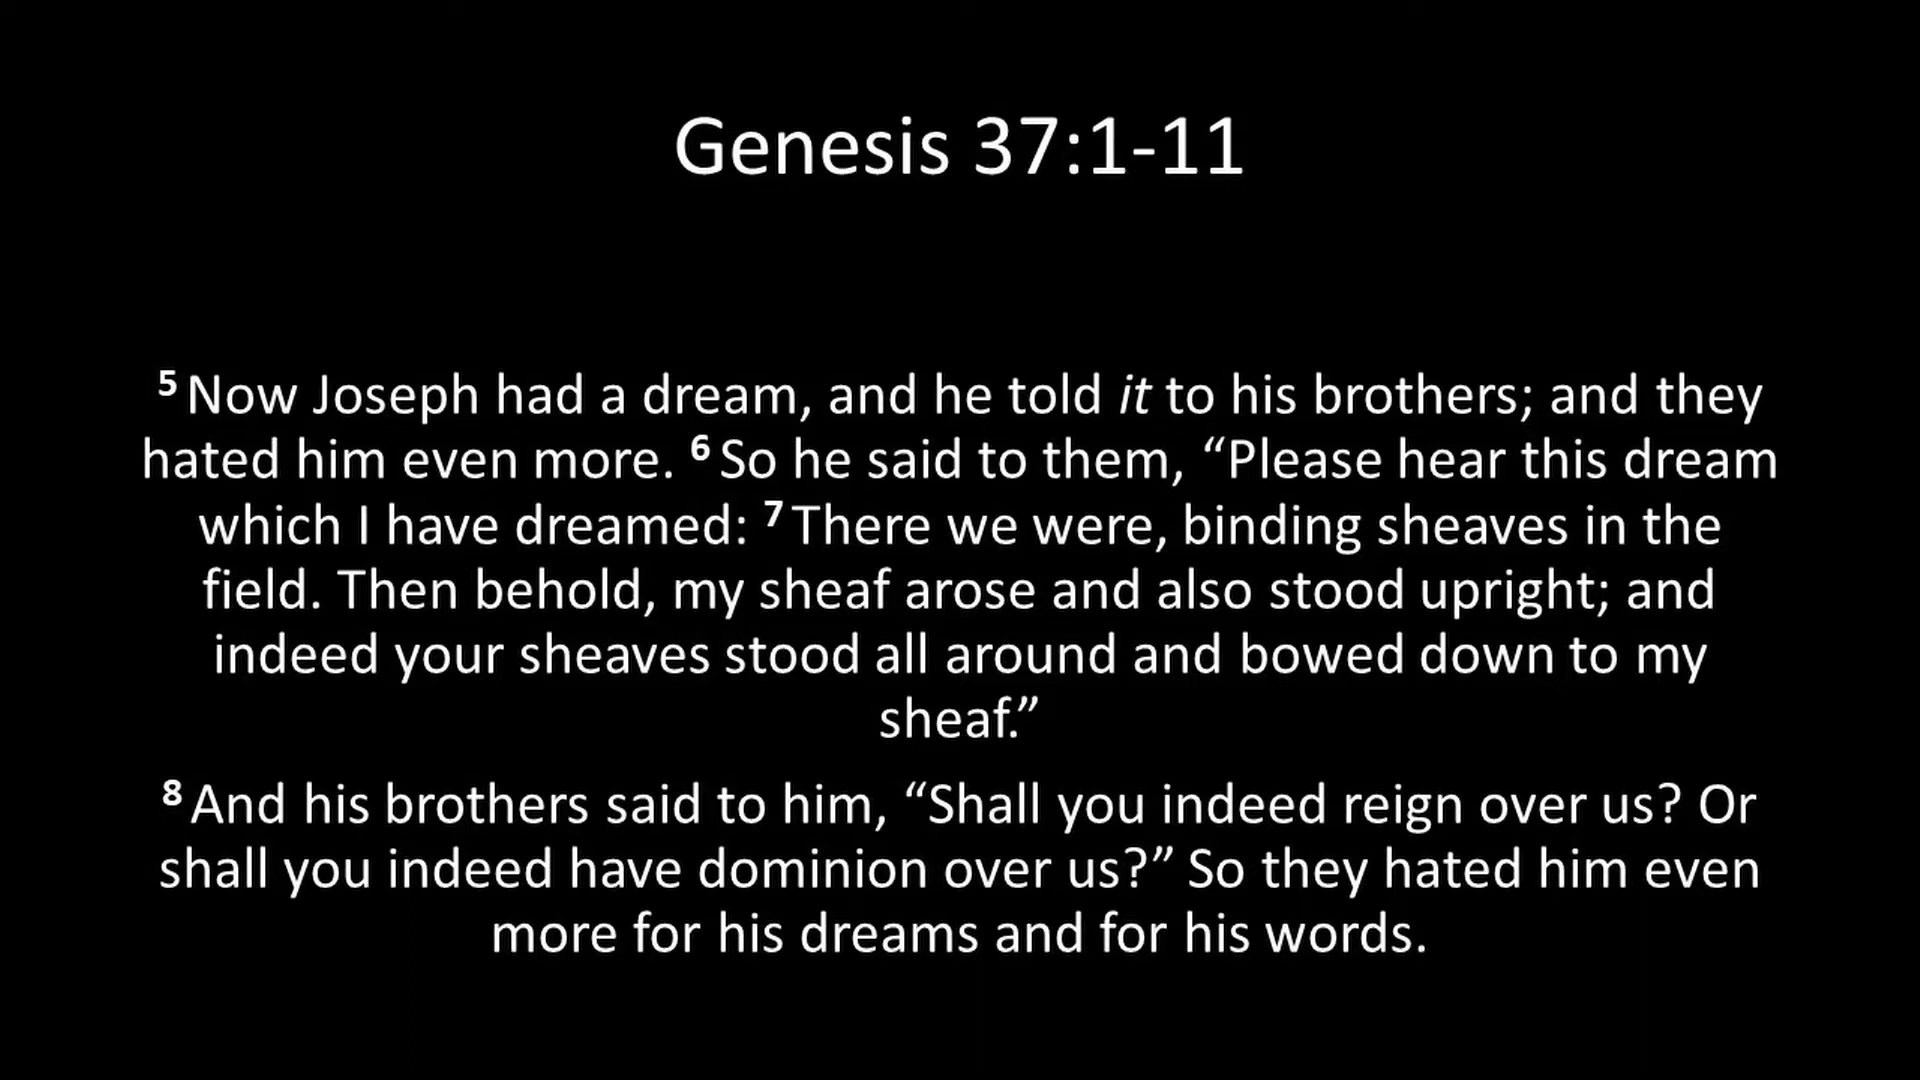 Genesis 37:1-11
5 Now Joseph had a dream, and he told it to his brothers; and they
hated him even more. 6 So he said to them, “Please hear this dream
which I have dreamed: 7 There we were, binding sheaves in the
field. Then behold, my sheaf arose and also stood upright; and
indeed your sheaves stood all around and bowed down to my
sheaf.”
8 And his brothers said to him, “Shall you indeed reign over us? Or
shall you indeed have dominion over us?” So they hated him even
more for his dreams and for his words.